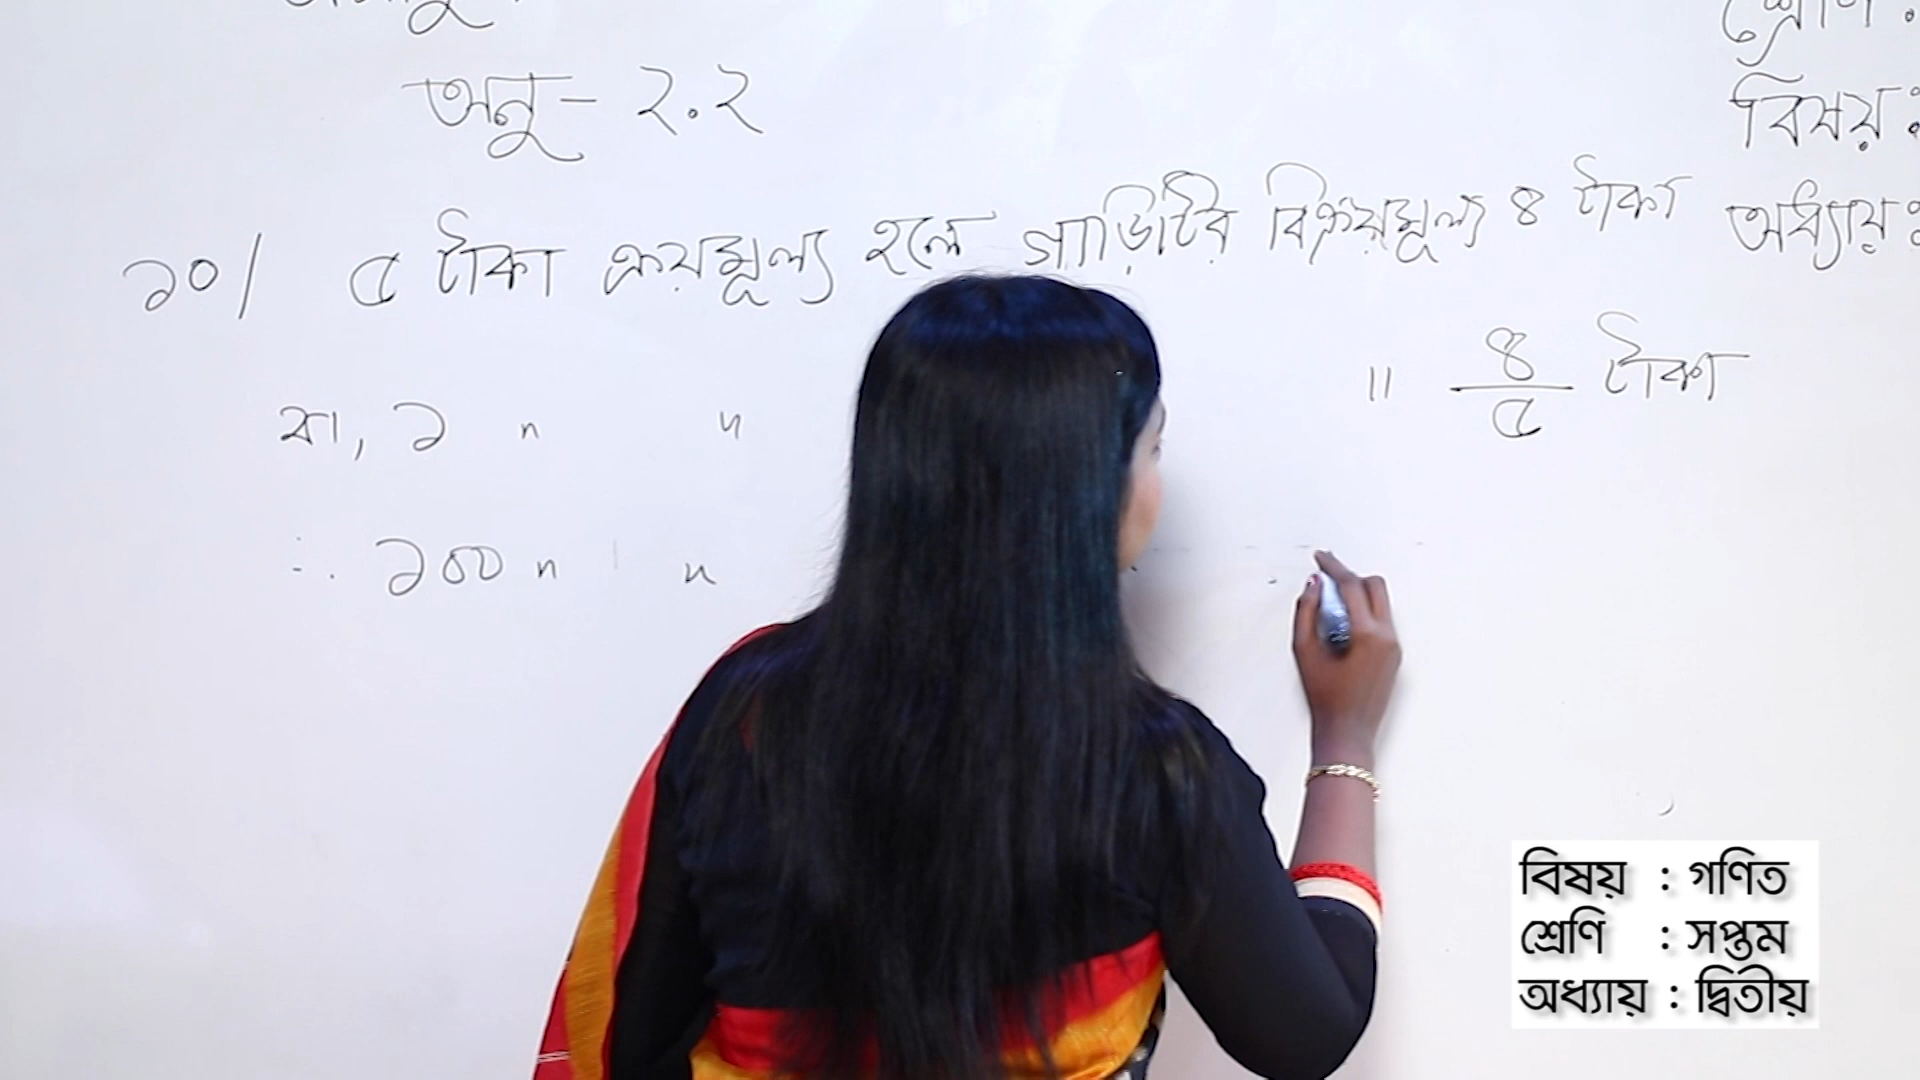 অনু - ২.২
১০। ৫ টাকা ক্রয়মূল্য হলে গাড়িটির বিক্রয়মূল্য ৪ টাকা
বা, ১ " " " ৪/৫ টাকা
∴ ১০০ " "
শ্রেণি :
বিষয় :
অধ্যায় :
বিষয় : গণিত
শ্রেণি : সপ্তম
অধ্যায় : দ্বিতীয়